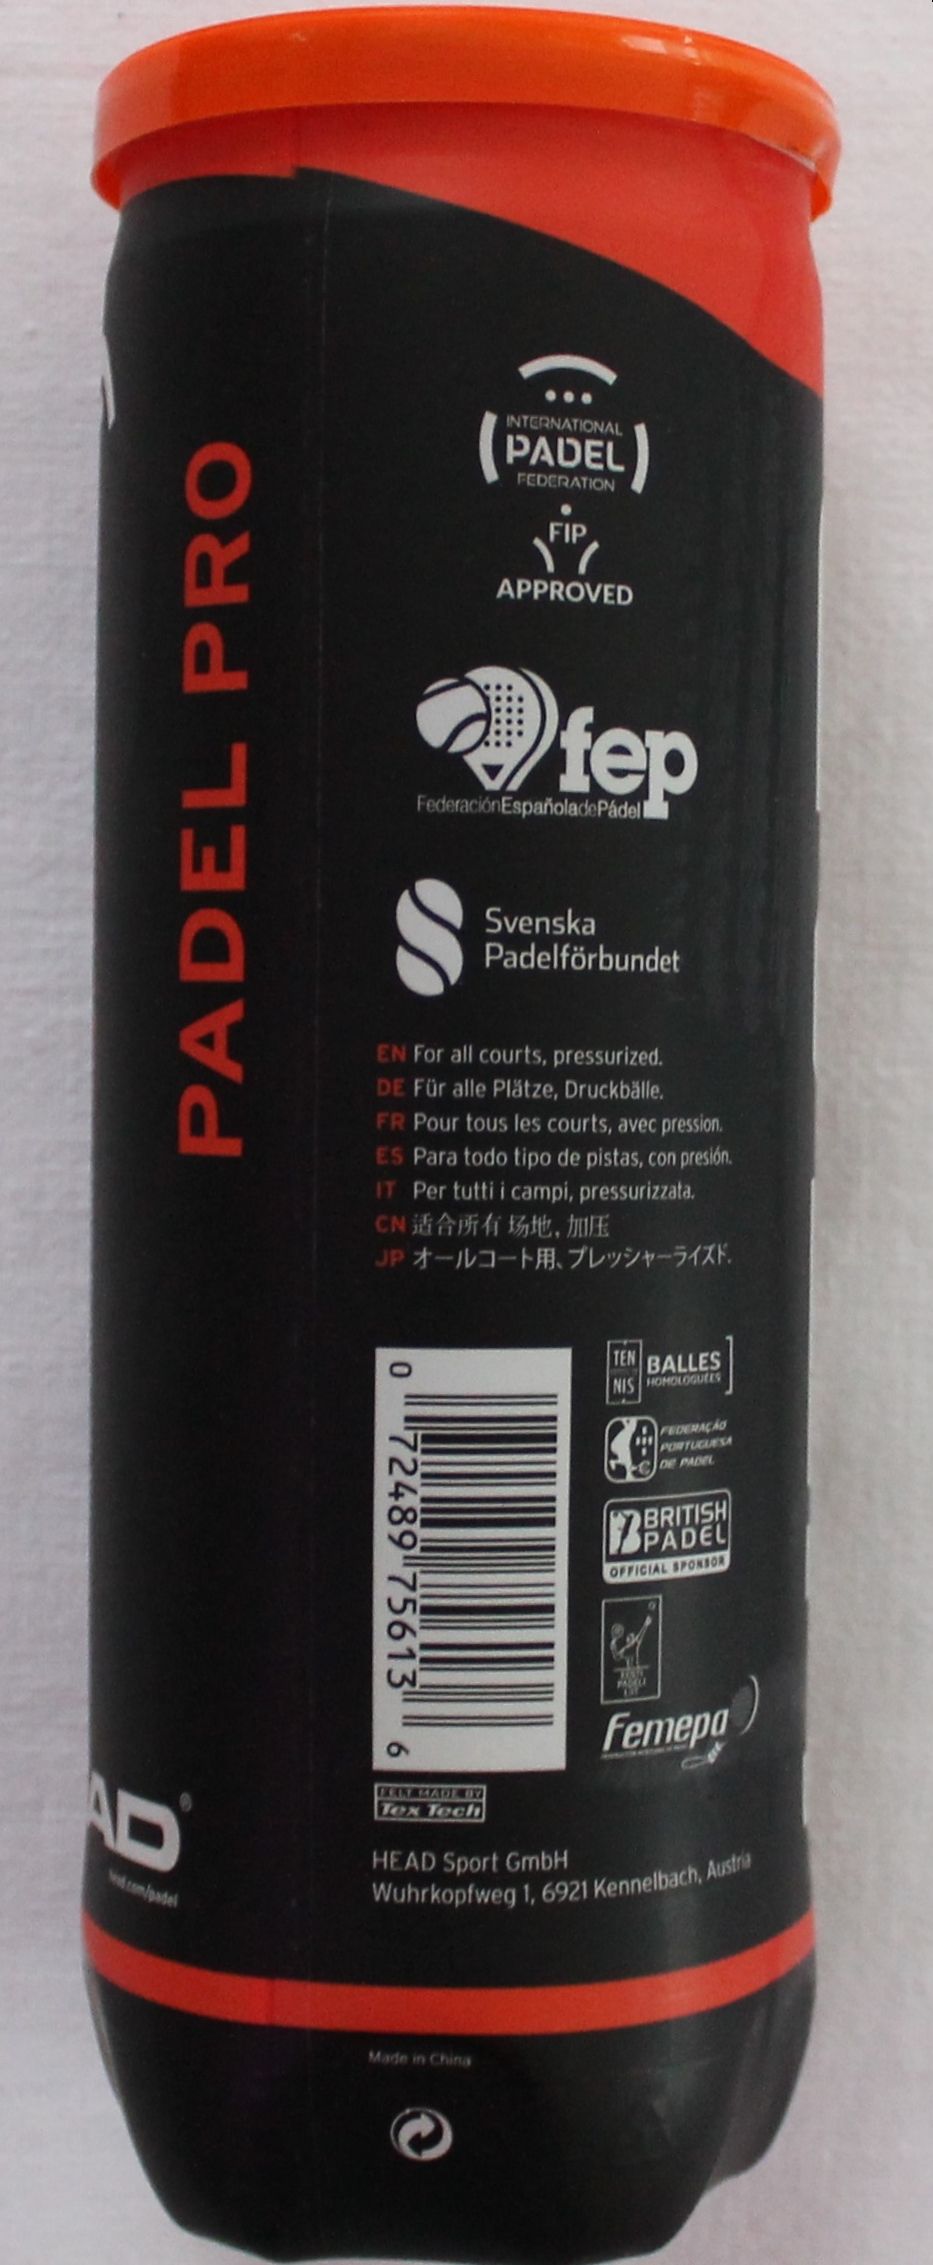 PADEL PRO
INTERNATIONAL
PADEL
FEDERATION
FIP
APPROVED
fep
FederaciónEspañoladePádel
Svenska
Padelförbundet
EN For all courts, pressurized.
DE Für alle Plätze, Druckbälle.
FR Pour tous les courts, avec pression.
ES Para todo tipo de pistas, con presión.
IT Per tutti i campi, pressurizzata.
CN 适合所有 场地, 加压
JP オールコート用、プレッシャーライズド.
0 72489 75613 6
TEN
NIS
BALLES
HOMOLOGUÉES
FEDERAÇÃO
PORTUGUESA
DE PADEL
BRITISH
PADEL
OFFICIAL SPONSOR
EESTI
PADELI
LIIT
Femepa
FELT MADE BY
Tex Tech
AD®
head.com/padel
HEAD Sport GmbH
Wuhrkopfweg 1, 6921 Kennelbach, Austria
Made in China